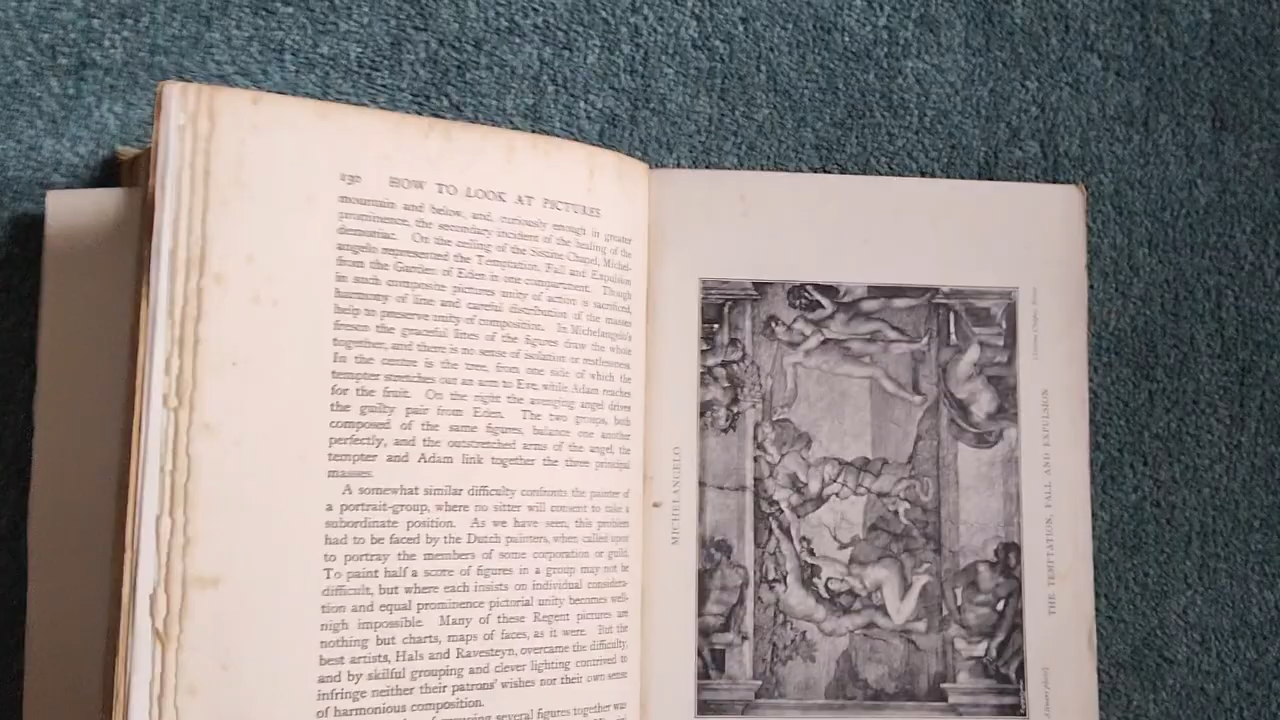 130 HOW TO LOOK AT PICTURES
mountain and below, and, curiously enough in greater
prominence, the secondary incident of the healing of the
demoniac. On the ceiling of the Sistine Chapel, Michel-
angelo represented the Temptation, Fall and Expulsion
from the Garden of Eden in one compartment. Though
in such composite pictures unity of action is sacrificed,
harmony of line and careful distribution of the masses
help to preserve unity of composition. In Michelangelo's
fresco the graceful lines of the figures draw the whole
together, and there is no sense of isolation or restlessness.
In the centre is the tree, from one side of which the
tempter stretches out an arm to Eve, while Adam reaches
for the fruit. On the right the avenging angel drives
the guilty pair from Eden. The two groups, both
composed of the same figures, balance one another
perfectly, and the outstretched arms of the angel, the
tempter and Adam link together the three principal
masses.
A somewhat similar difficulty confronts the painter of
a portrait-group, where no sitter will consent to take a
subordinate position. As we have seen, this problem
had to be faced by the Dutch painters, when called upon
to portray the members of some corporation or guild.
To paint half a score of figures in a group may not be
difficult, but where each insists on individual considera-
tion and equal prominence pictorial unity becomes well-
nigh impossible. Many of these Regent pictures are
nothing but charts, maps of faces, as it were. But the
best artists, Hals and Ravesteyn, overcame the difficulty,
and by skilful grouping and clever lighting contrived to
infringe neither their patrons' wishes nor their own sense
of harmonious composition.
grouping several figures together was
MICHELANGELO
[Sistine Chapel, Rome
THE TEMPTATION, FALL AND EXPULSION